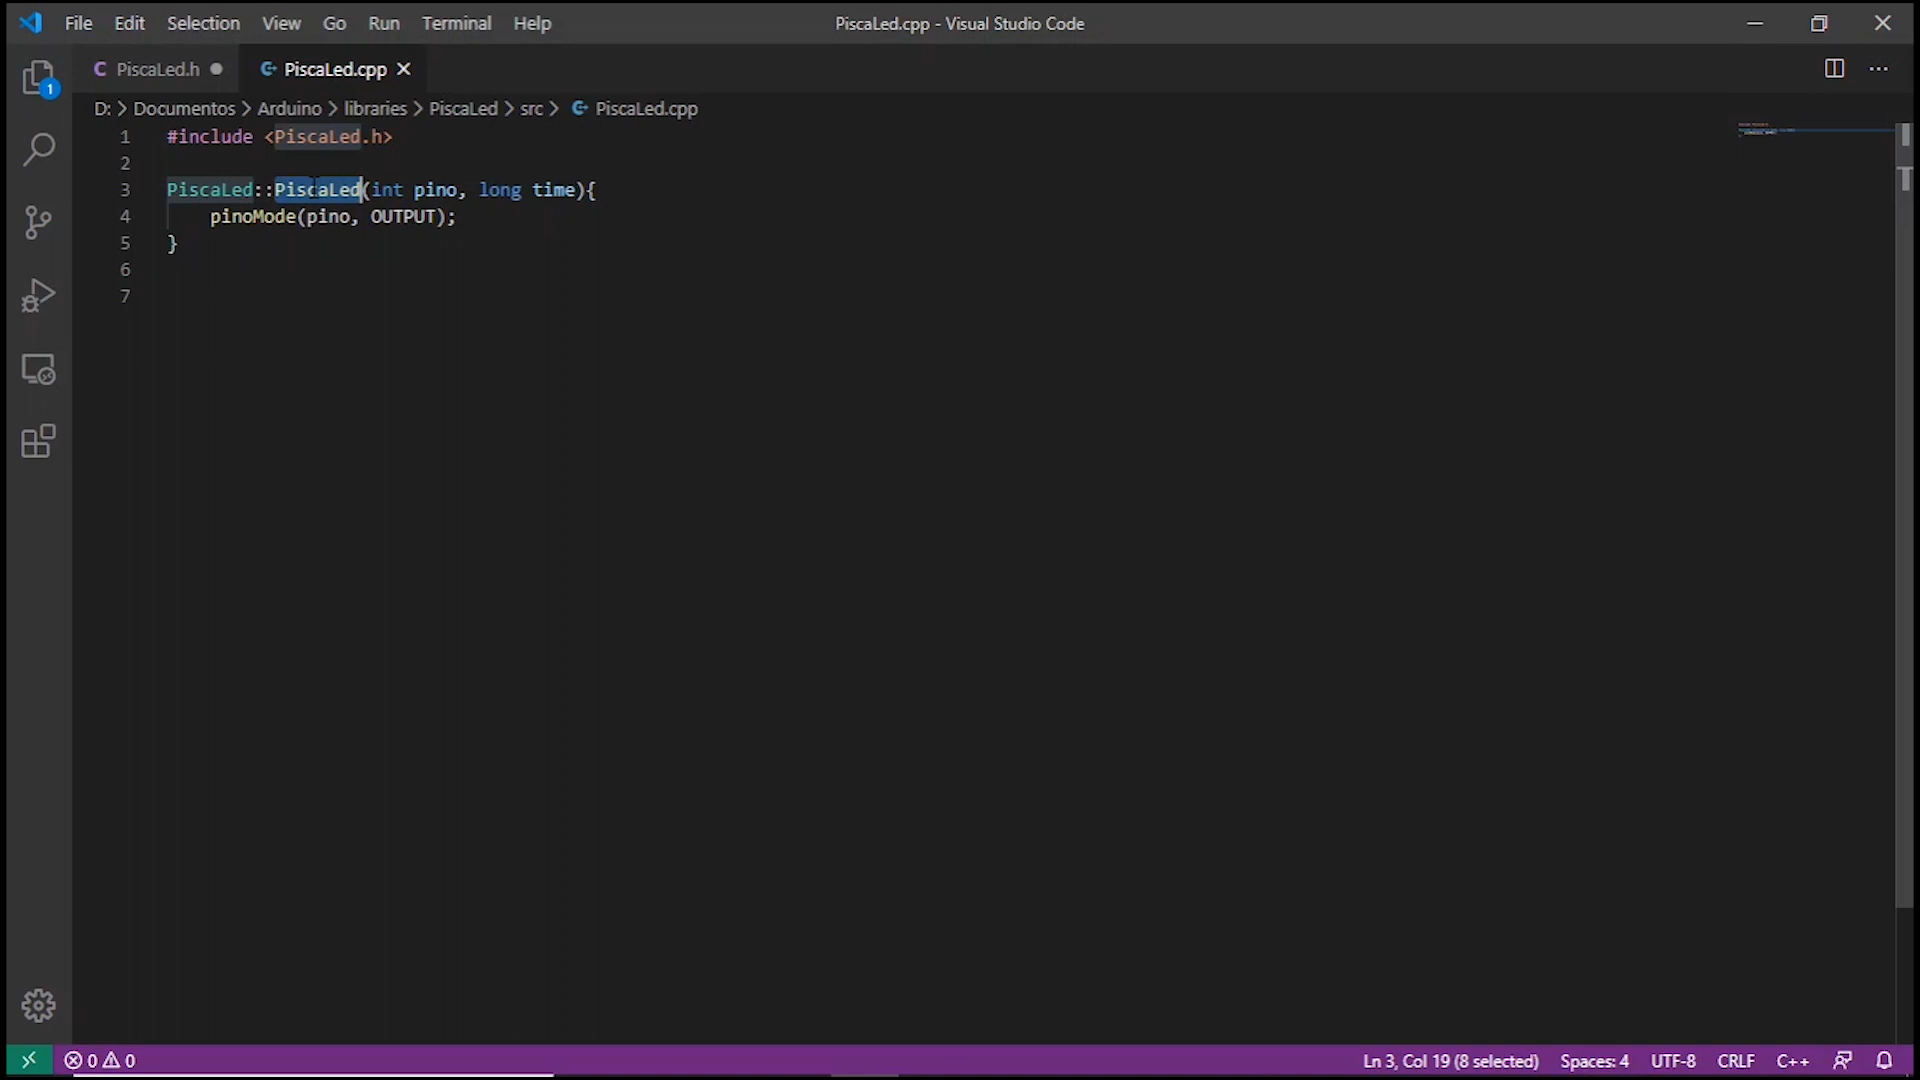 File Edit Selection View Go Run Terminal Help PiscaLed.cpp - Visual Studio Code
C PiscaLed.h PiscaLed.cpp
D: > Documentos > Arduino > libraries > PiscaLed > src > PiscaLed.cpp
1 #include <PiscaLed.h>
2
3 PiscaLed::PiscaLed(int pino, long time){
4 pinoMode(pino, OUTPUT);
5 }
6
7
1
0 0 Ln 3, Col 19 (8 selected) Spaces: 4 UTF-8 CRLF C++